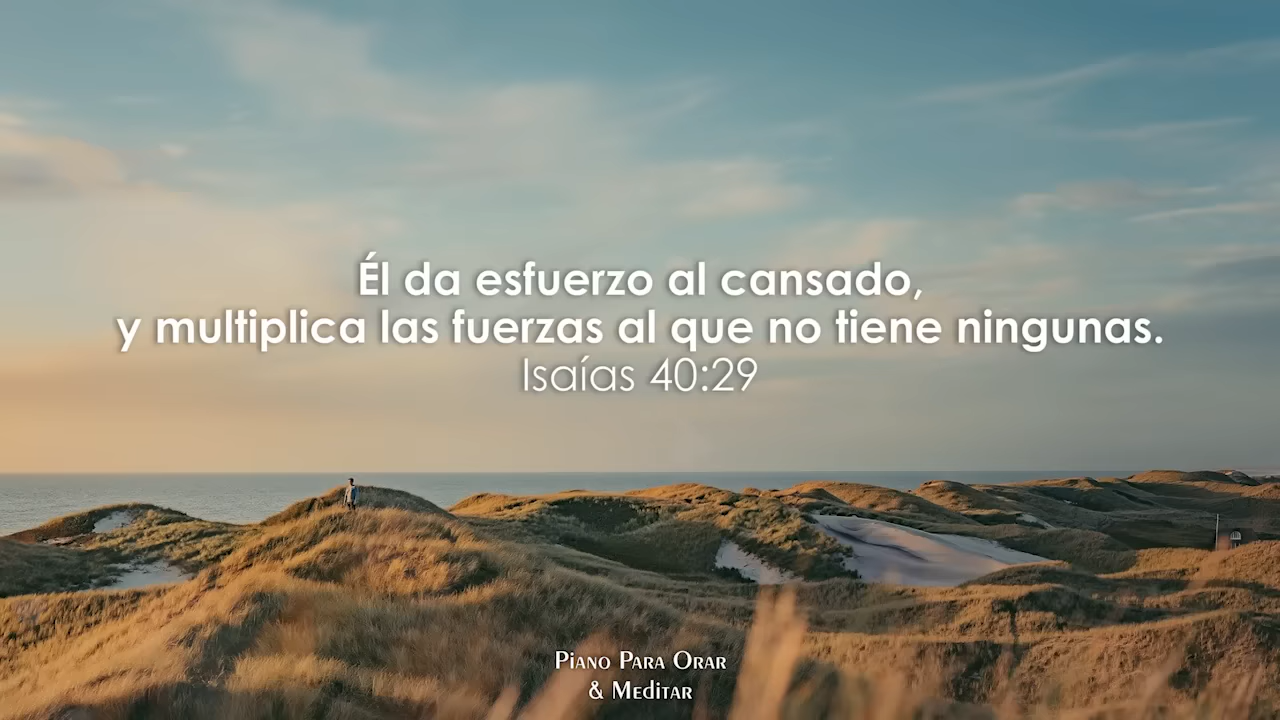 Él da esfuerzo al cansado,
y multiplica las fuerzas al que no tiene ningunas.
Isaías 40:29
Piano Para Orar
& Meditar